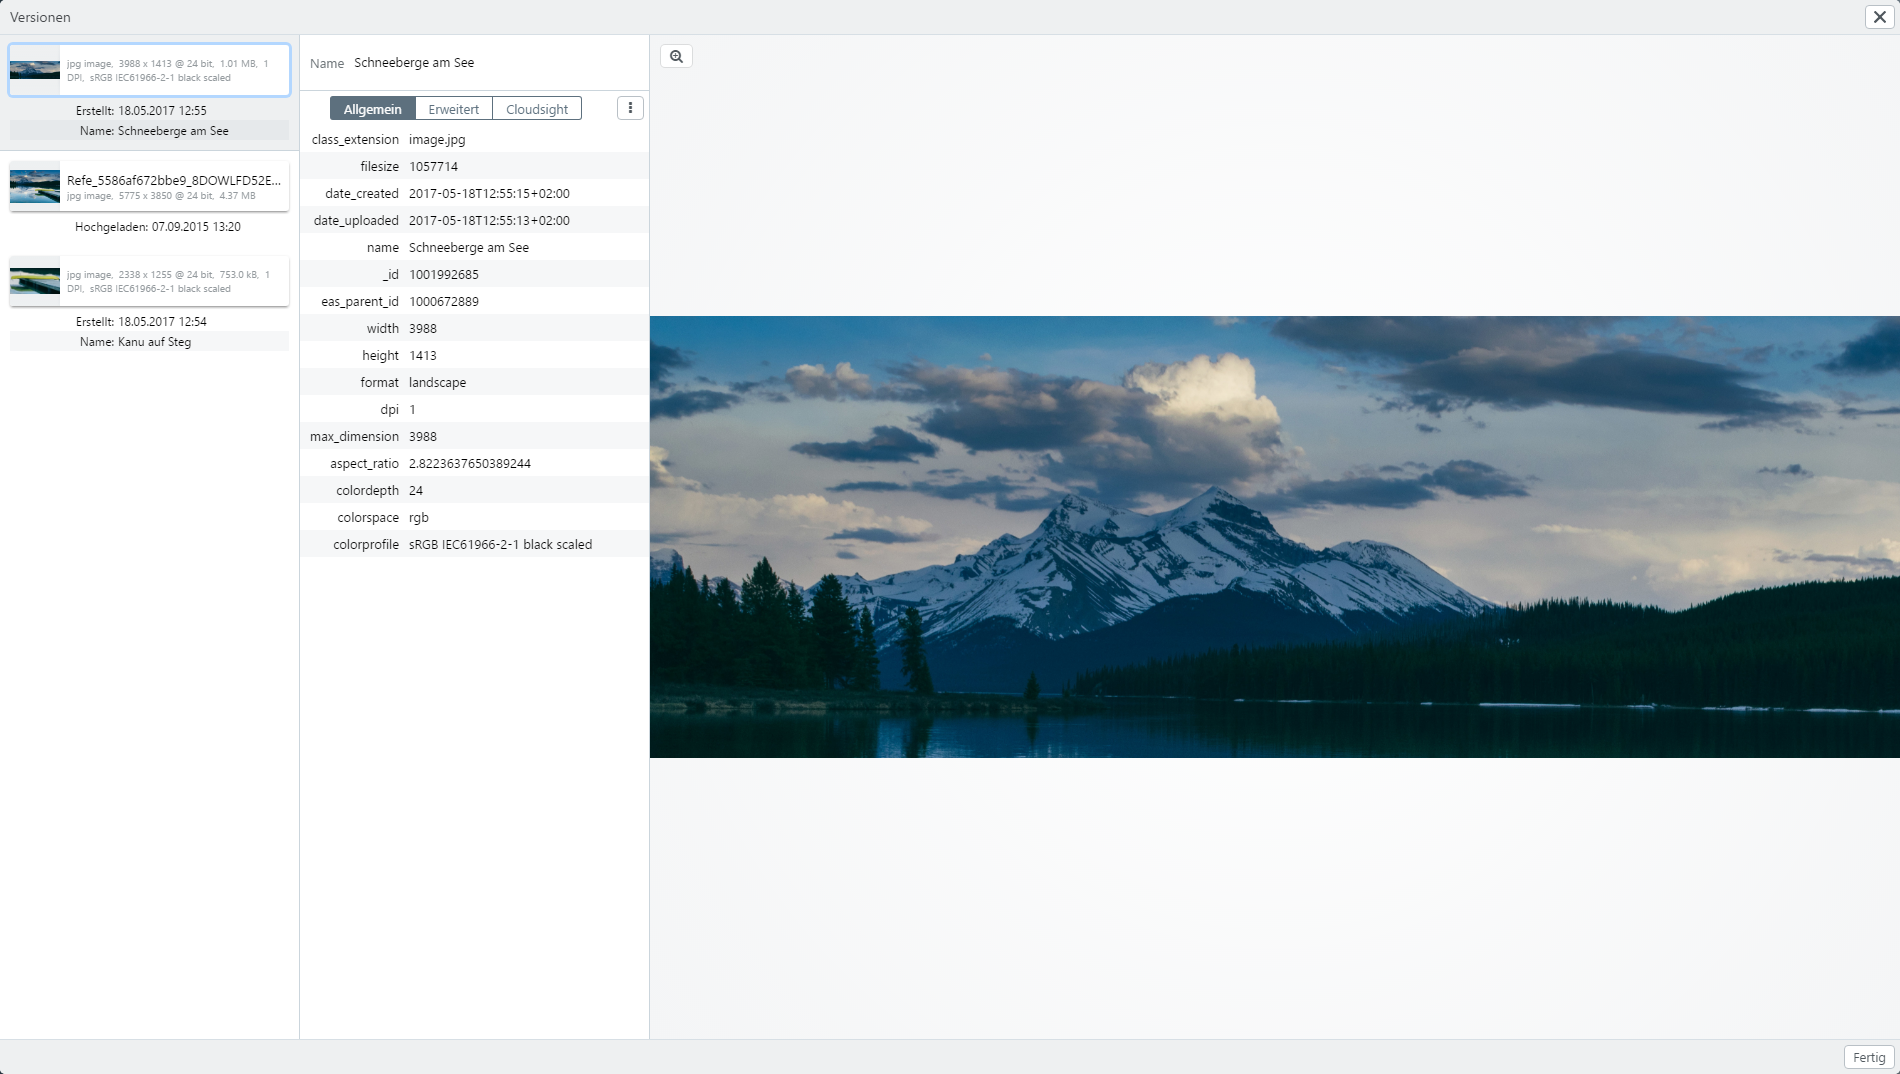 Versionen
jpg image, 3988 x 1413 @ 24 bit, 1.01 MB, 1
DPI, sRGB IEC61966-2-1 black scaled
Erstellt: 18.05.2017 12:55
Name: Schneeberge am See
Refe_5586af672bbe9_8DOWLFD52E...
jpg image, 5775 x 3850 @ 24 bit, 4.37 MB
Hochgeladen: 07.09.2015 13:20
jpg image, 2338 x 1255 @ 24 bit, 753.0 kB, 1
DPI, sRGB IEC61966-2-1 black scaled
Erstellt: 18.05.2017 12:54
Name: Kanu auf Steg
Name Schneeberge am See
Allgemein Erweitert Cloudsight
class_extension image.jpg
filesize 1057714
date_created 2017-05-18T12:55:15+02:00
date_uploaded 2017-05-18T12:55:13+02:00
name Schneeberge am See
_id 1001992685
eas_parent_id 1000672889
width 3988
height 1413
format landscape
dpi 1
max_dimension 3988
aspect_ratio 2.8223637650389244
colordepth 24
colorspace rgb
colorprofile sRGB IEC61966-2-1 black scaled
Fertig